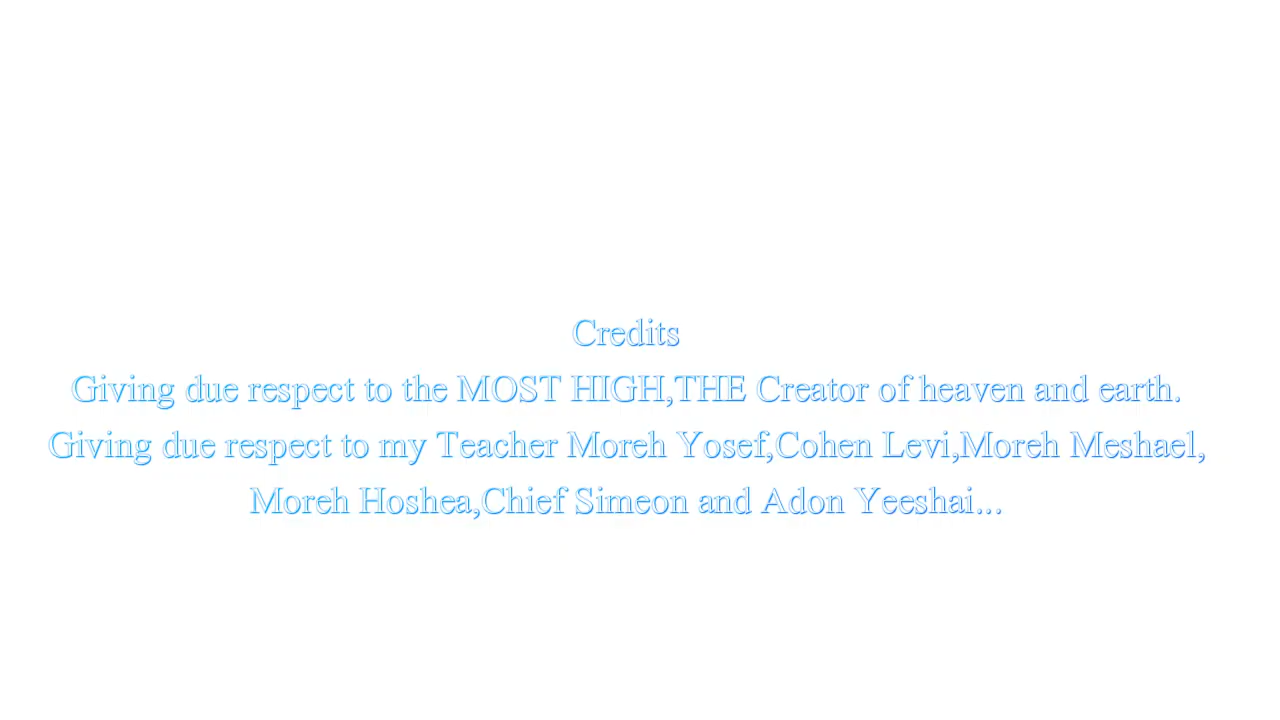 Credits
Giving due respect to the MOST HIGH,THE Creator of heaven and earth.
Giving due respect to my Teacher Moreh Yosef,Cohen Levi,Moreh Meshael,
Moreh Hoshea,Chief Simeon and Adon Yeeshai...